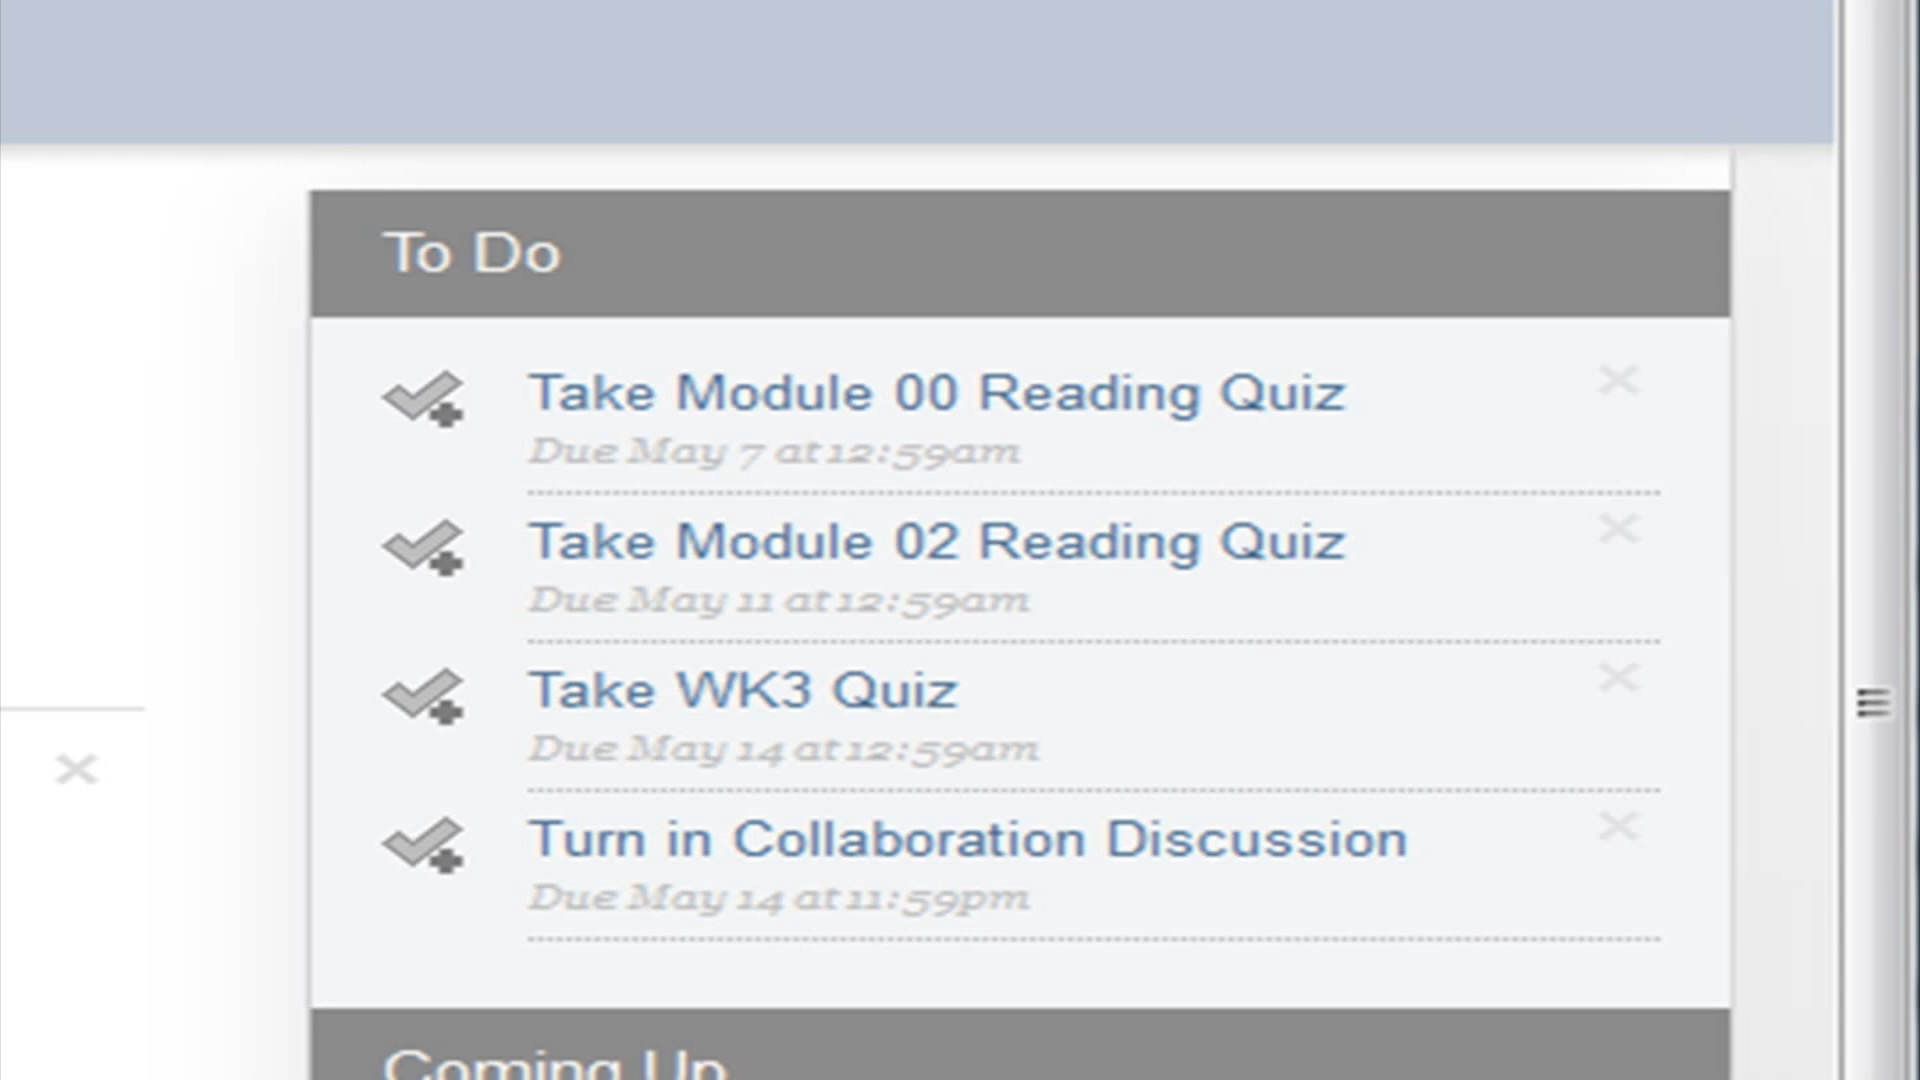 To Do
Take Module 00 Reading Quiz
Due May 7 at 12:59am
Take Module 02 Reading Quiz
Due May 11 at 12:59am
Take WK3 Quiz
Due May 14 at 12:59am
Turn in Collaboration Discussion
Due May 14 at 11:59pm
Coming Up